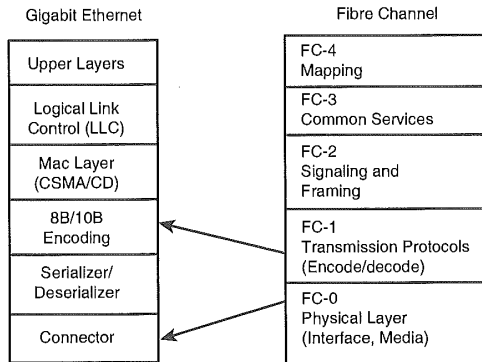 Gigabit Ethernet
Upper Layers
Logical Link
Control (LLC)
Mac Layer
(CSMA/CD)
8B/10B
Encoding
Serializer/
Deserializer
Connector
Fibre Channel
FC-4
Mapping
FC-3
Common Services
FC-2
Signaling and
Framing
FC-1
Transmission Protocols
(Encode/decode)
FC-0
Physical Layer
(Interface, Media)